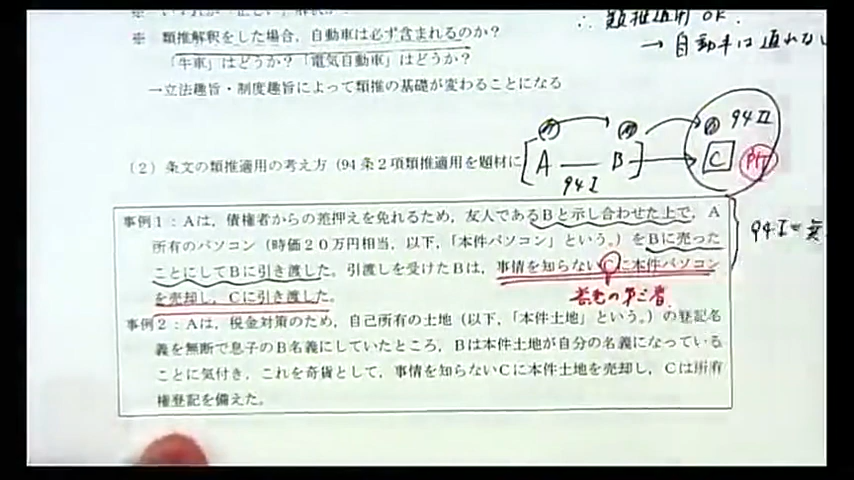 ∴ 類推適用 OK.
※ 類推解釈をした場合，自動車は必ず含まれるのか？
→ 自動車は通れない
「牛車」はどうか？「電気自動車」はどうか？
→立法趣旨・制度趣旨によって類推の基礎が変わることになる
94Ⅱ
A B C
94Ⅰ
（2）条文の類推適用の考え方（94条２項類推適用を題材に
事例１：Aは，債権者からの差押えを免れるため，友人であるBと示し合わせた上で，A
所有のパソコン（時価２０万円相当，以下，「本件パソコン」という。）をBに売った
94Ⅰ＝無
ことにしてBに引き渡した。引渡しを受けたBは，事情を知らないCに本件パソコン
を売却し，Cに引き渡した。
善意の第三者
事例２：Aは，税金対策のため，自己所有の土地（以下，「本件土地」という。）の登記名
義を無断で息子のB名義にしていたところ，Bは本件土地が自分の名義になっている
ことに気付き，これを奇貨として，事情を知らないCに本件土地を売却し，Cは所有
権登記を備えた。